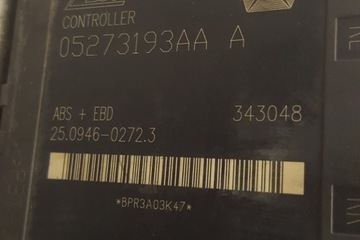 CONTROLLER
05273193AA A
ABS + EBD 343048
25.0946-0272.3
*BPR3A03K47*